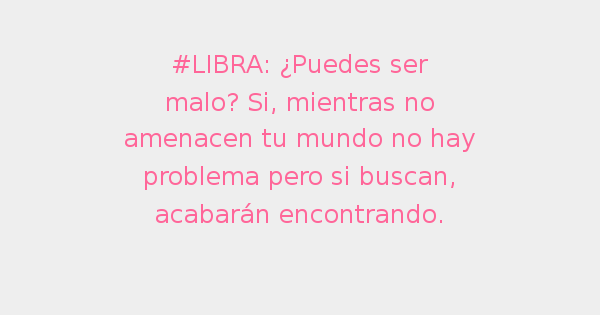 #LIBRA: ¿Puedes ser
malo? Si, mientras no
amenacen tu mundo no hay
problema pero si buscan,
acabarán encontrando.